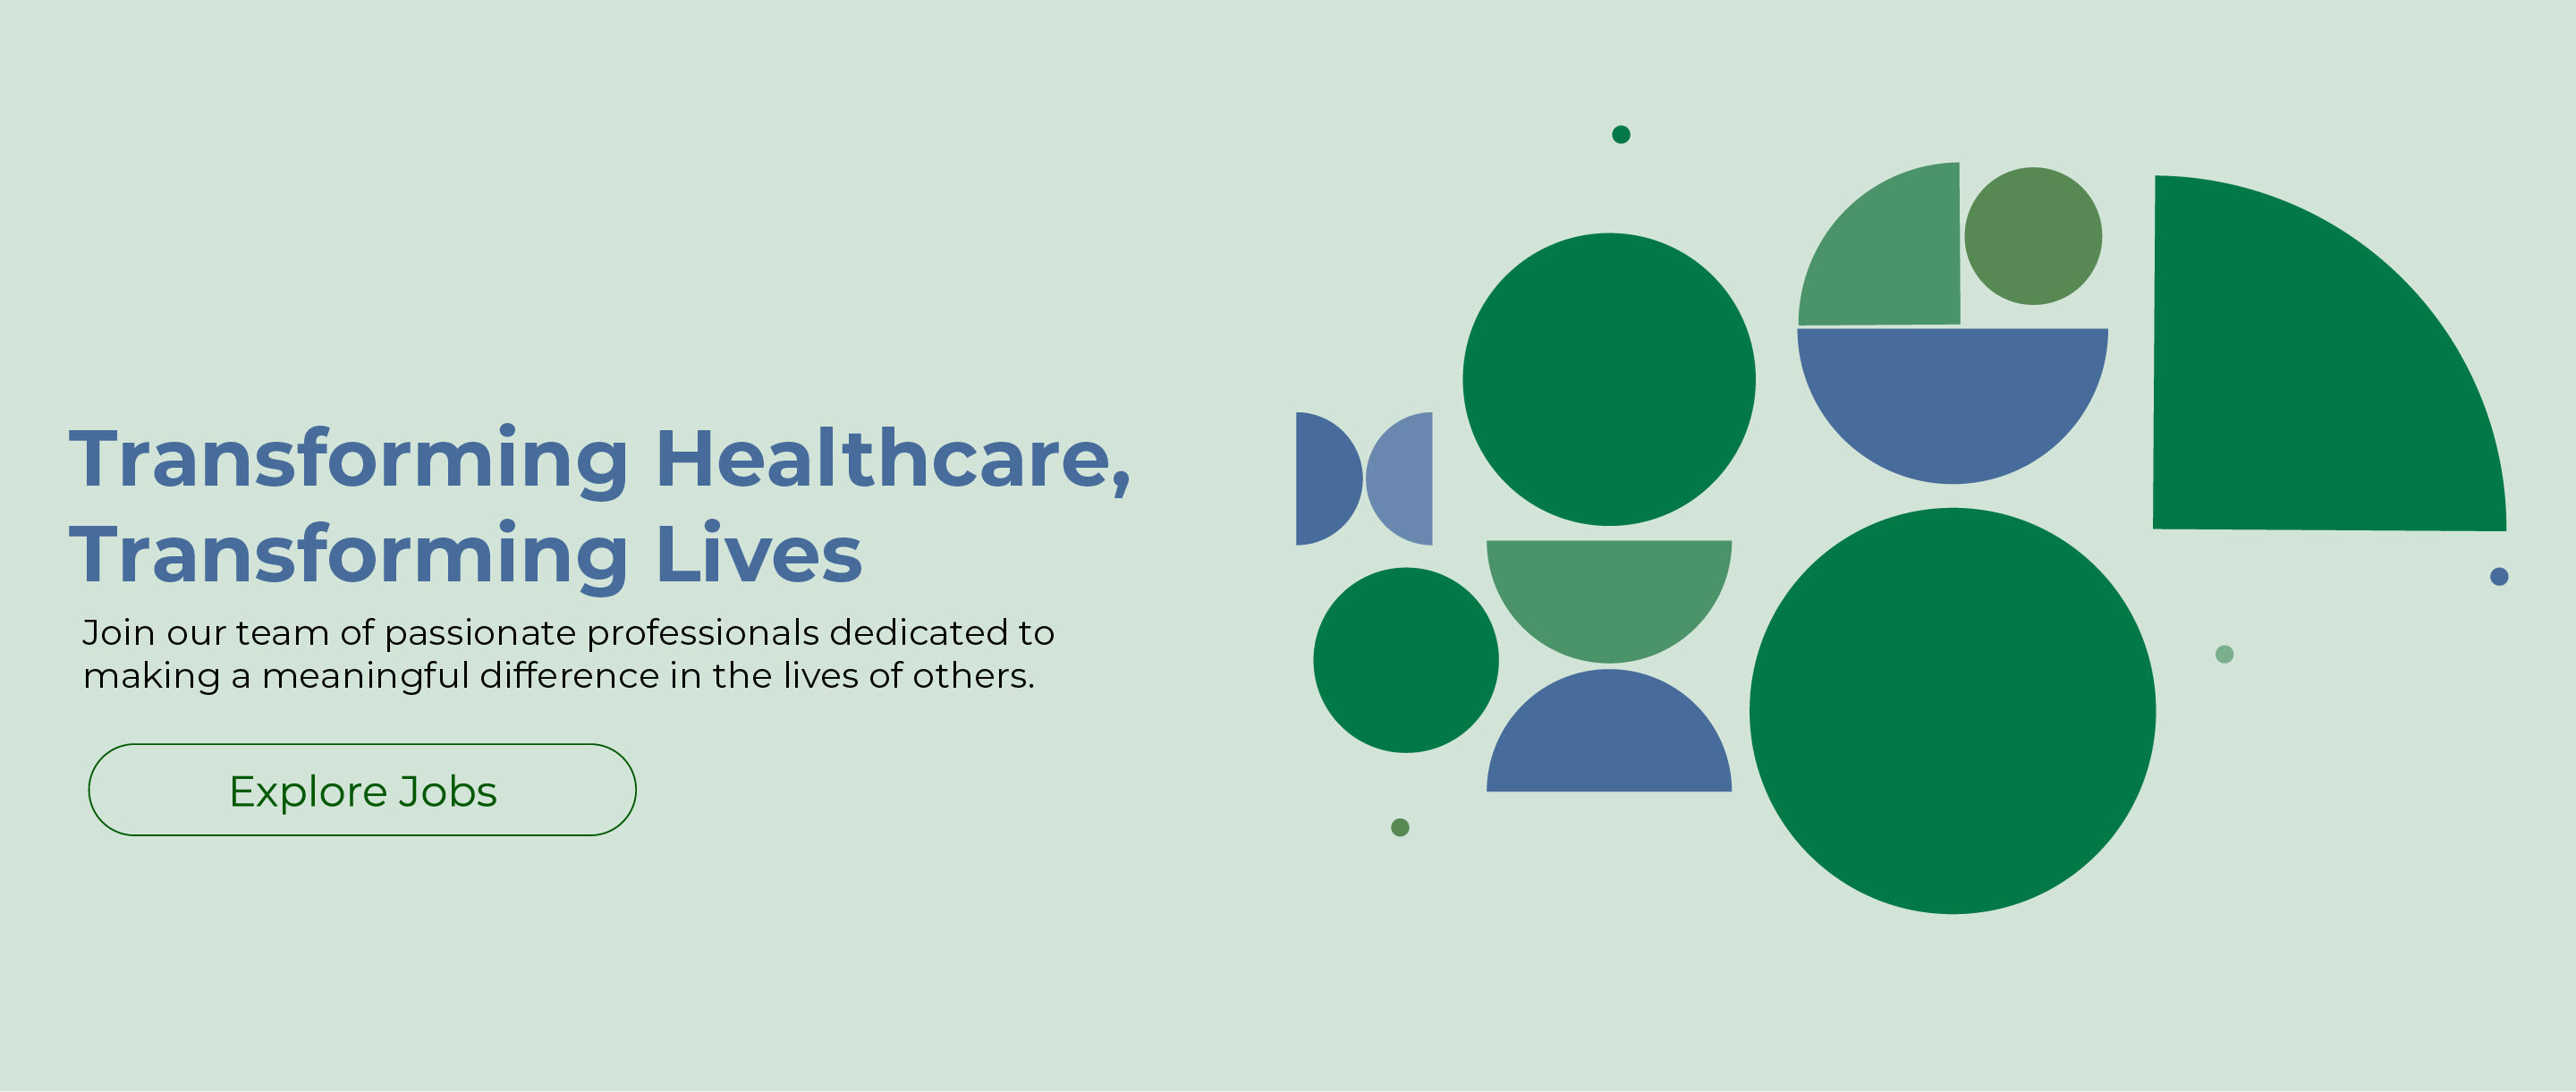 Transforming Healthcare,
Transforming Lives
Join our team of passionate professionals dedicated to
making a meaningful difference in the lives of others.
Explore Jobs